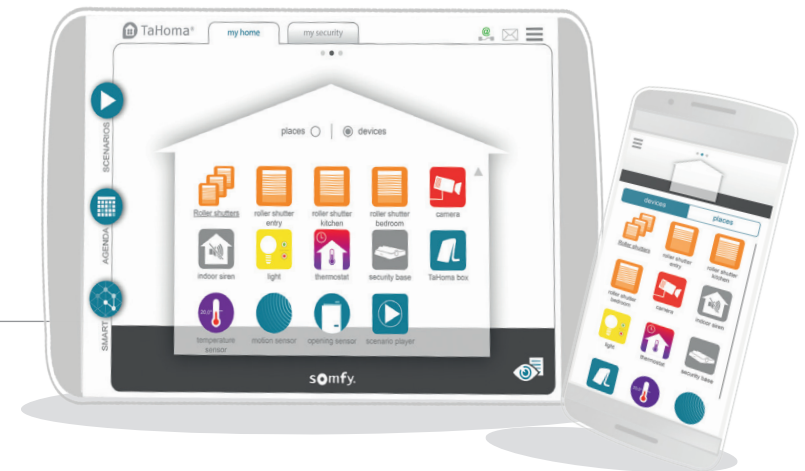 TaHoma®
my home
my security
@
SCENARIOS
AGENDA
SMART
places
devices
Roller shutters
roller shutter
entry
roller shutter
kitchen
roller shutter
bedroom
camera
indoor siren
light
thermostat
security base
TaHoma box
20.0°
temperature
sensor
motion sensor
opening sensor
scenario player
somfy.
devices
places
Roller shutters
roller shutter
entry
roller shutter
kitchen
roller shutter
bedroom
camera
indoor siren
light
thermostat
security base